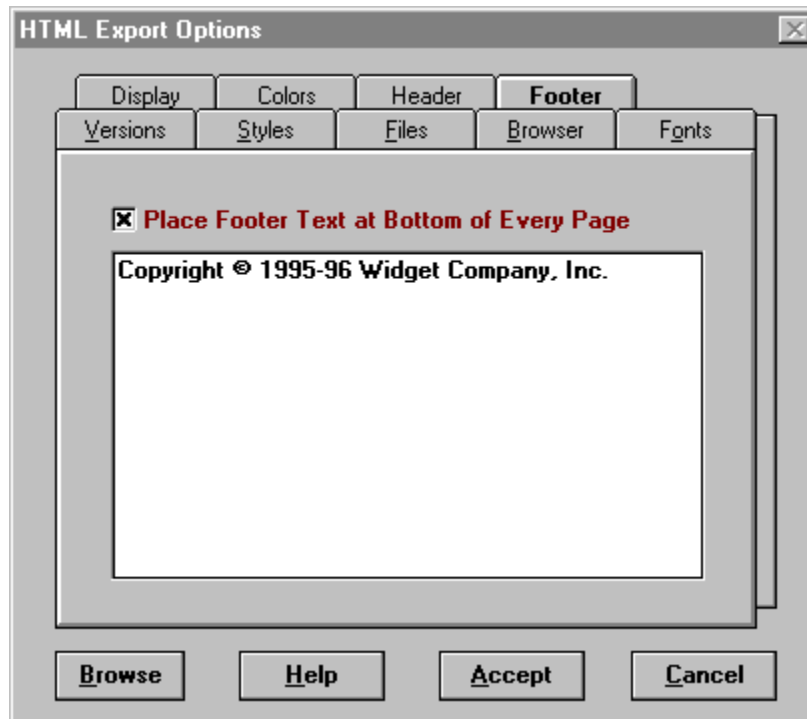 HTML Export Options
Display Colors Header Footer
Versions Styles Files Browser Fonts
Place Footer Text at Bottom of Every Page
Copyright © 1995-96 Widget Company, Inc.
Browse Help Accept Cancel